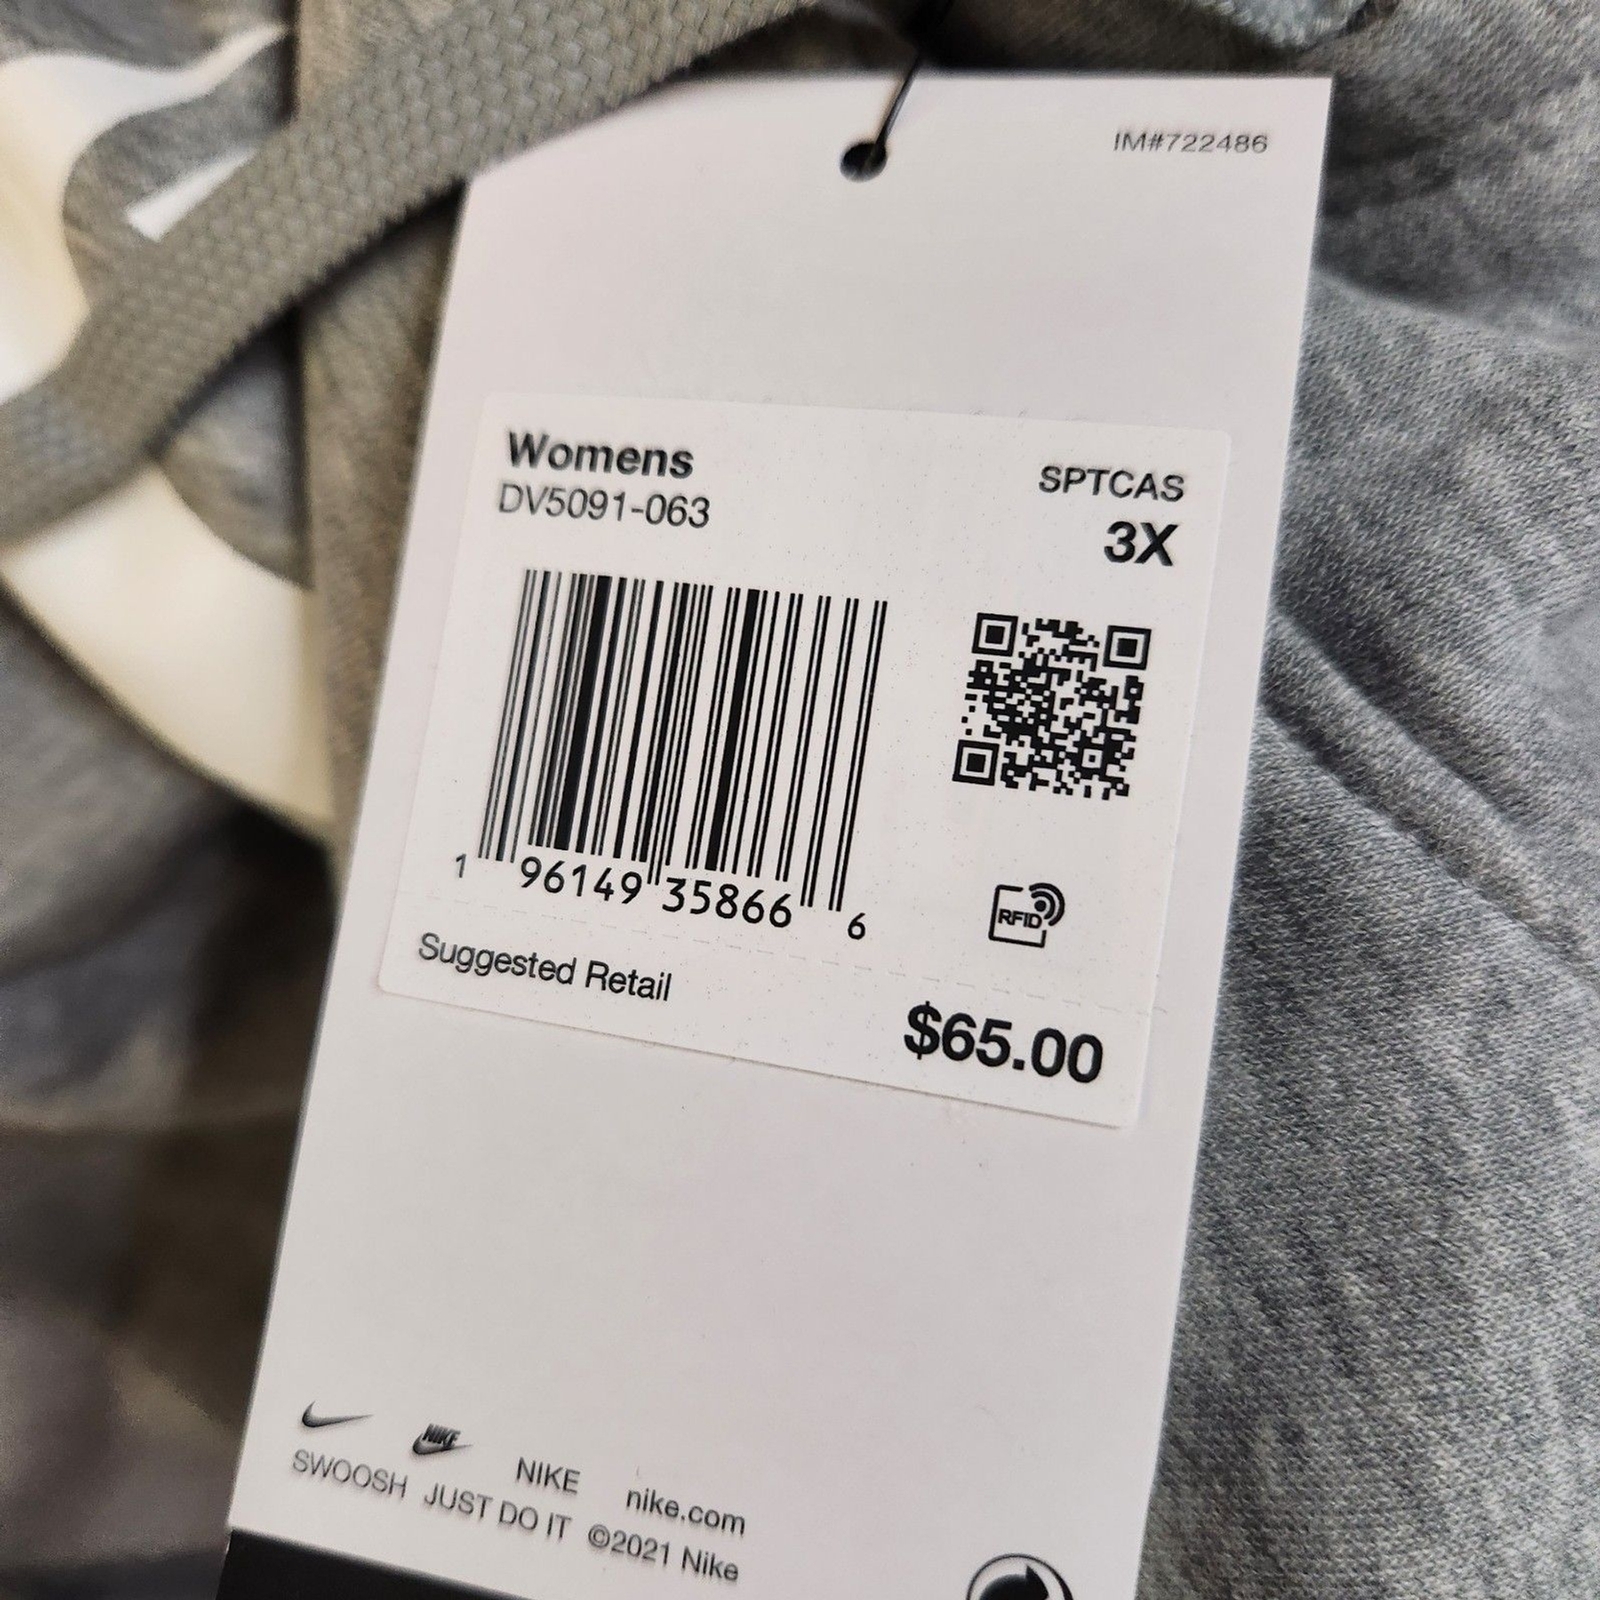 IM#722486
Womens
SPTCAS
DV5091-063
3X
1 96149 35866 6
RFID
Suggested Retail
$65.00
NIKE
NIKE
nike.com
SWOOSH JUST DO IT ©2021 Nike